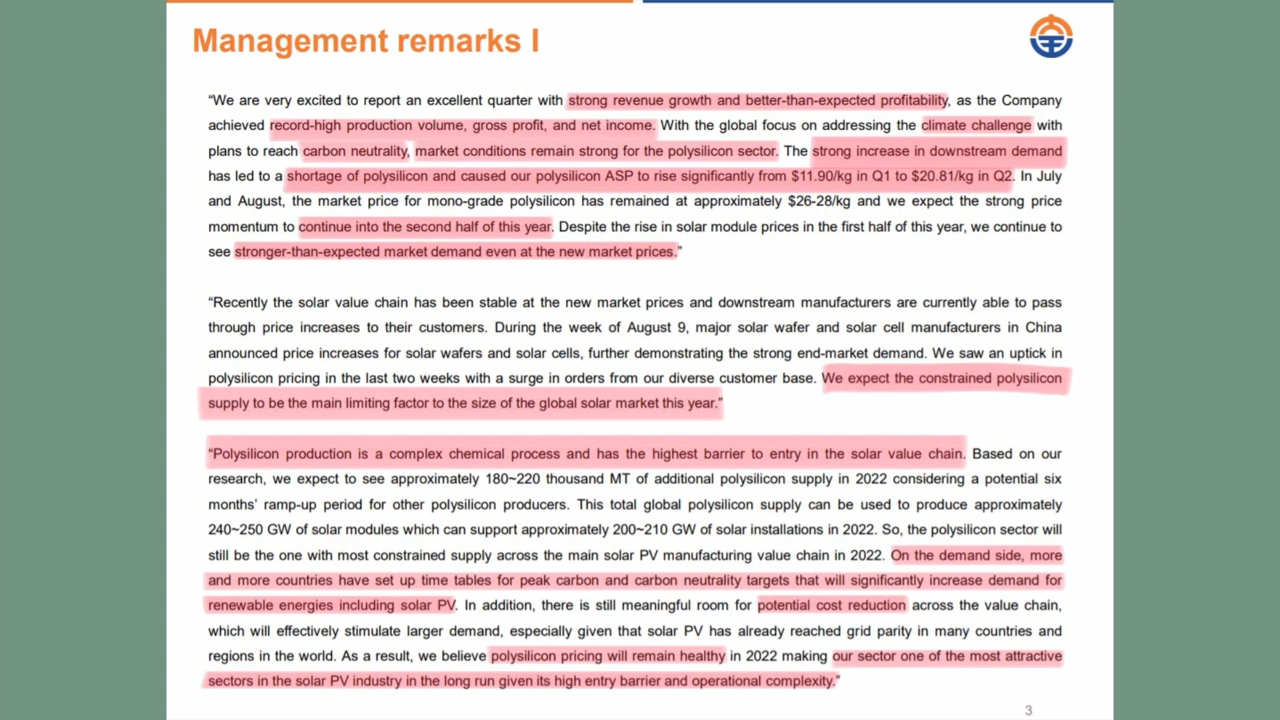 Management remarks I
“We are very excited to report an excellent quarter with strong revenue growth and better-than-expected profitability, as the Company
achieved record-high production volume, gross profit, and net income. With the global focus on addressing the climate challenge with
plans to reach carbon neutrality, market conditions remain strong for the polysilicon sector. The strong increase in downstream demand
has led to a shortage of polysilicon and caused our polysilicon ASP to rise significantly from $11.90/kg in Q1 to $20.81/kg in Q2. In July
and August, the market price for mono-grade polysilicon has remained at approximately $26-28/kg and we expect the strong price
momentum to continue into the second half of this year. Despite the rise in solar module prices in the first half of this year, we continue to
see stronger-than-expected market demand even at the new market prices.”
“Recently the solar value chain has been stable at the new market prices and downstream manufacturers are currently able to pass
through price increases to their customers. During the week of August 9, major solar wafer and solar cell manufacturers in China
announced price increases for solar wafers and solar cells, further demonstrating the strong end-market demand. We saw an uptick in
polysilicon pricing in the last two weeks with a surge in orders from our diverse customer base. We expect the constrained polysilicon
supply to be the main limiting factor to the size of the global solar market this year.”
“Polysilicon production is a complex chemical process and has the highest barrier to entry in the solar value chain. Based on our
research, we expect to see approximately 180~220 thousand MT of additional polysilicon supply in 2022 considering a potential six
months’ ramp-up period for other polysilicon producers. This total global polysilicon supply can be used to produce approximately
240~250 GW of solar modules which can support approximately 200~210 GW of solar installations in 2022. So, the polysilicon sector will
still be the one with most constrained supply across the main solar PV manufacturing value chain in 2022. On the demand side, more
and more countries have set up time tables for peak carbon and carbon neutrality targets that will significantly increase demand for
renewable energies including solar PV. In addition, there is still meaningful room for potential cost reduction across the value chain,
which will effectively stimulate larger demand, especially given that solar PV has already reached grid parity in many countries and
regions in the world. As a result, we believe polysilicon pricing will remain healthy in 2022 making our sector one of the most attractive
sectors in the solar PV industry in the long run given its high entry barrier and operational complexity.”
3